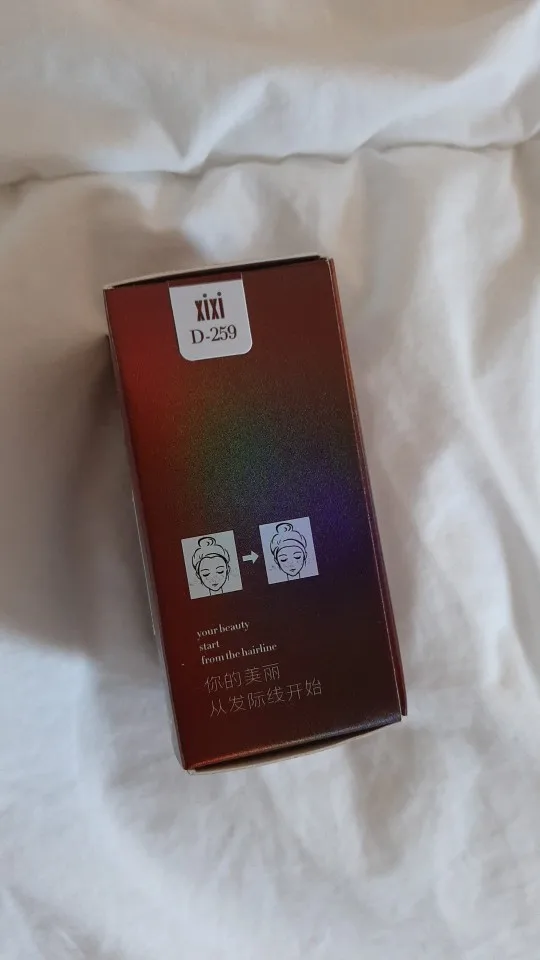 xixi
D-259
your beauty
start
from the hairline
你的美丽
从发际线开始